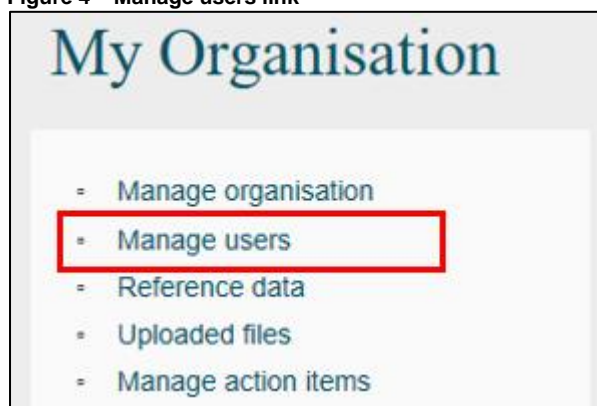 Figure 4 – Manage users link
My Organisation
Manage organisation
Manage users
Reference data
Uploaded files
Manage action items